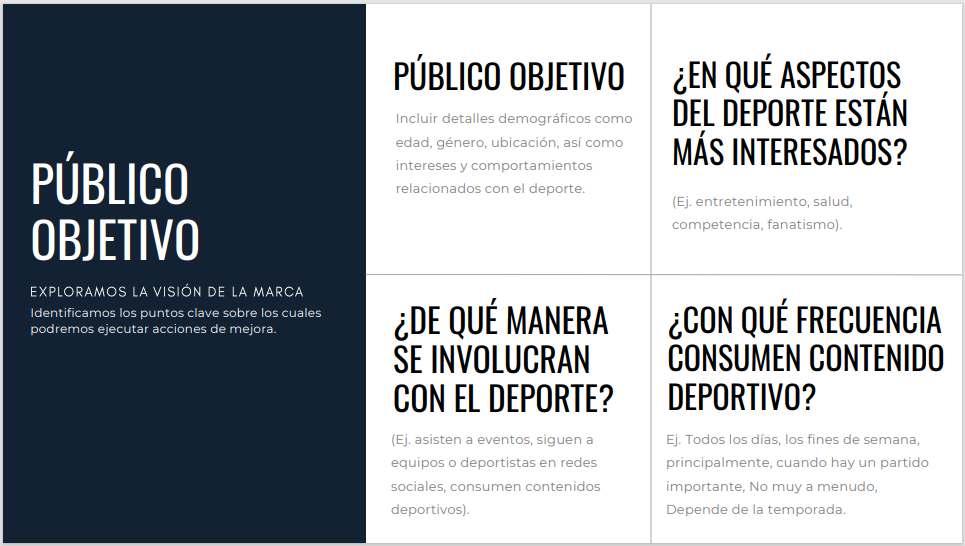 PÚBLICO
OBJETIVO
EXPLORAMOS LA VISIÓN DE LA MARCA
Identificamos los puntos clave sobre los cuales
podremos ejecutar acciones de mejora.
PÚBLICO OBJETIVO
Incluir detalles demográficos como
edad, género, ubicación, así como
intereses y comportamientos
relacionados con el deporte.
¿EN QUÉ ASPECTOS
DEL DEPORTE ESTÁN
MÁS INTERESADOS?
(Ej. entretenimiento, salud,
competencia, fanatismo).
¿DE QUÉ MANERA
SE INVOLUCRAN
CON EL DEPORTE?
(Ej. asisten a eventos, siguen a
equipos o deportistas en redes
sociales, consumen contenidos
deportivos).
¿CON QUÉ FRECUENCIA
CONSUMEN CONTENIDO
DEPORTIVO?
Ej. Todos los días, los fines de semana,
principalmente, cuando hay un partido
importante, No muy a menudo,
Depende de la temporada.